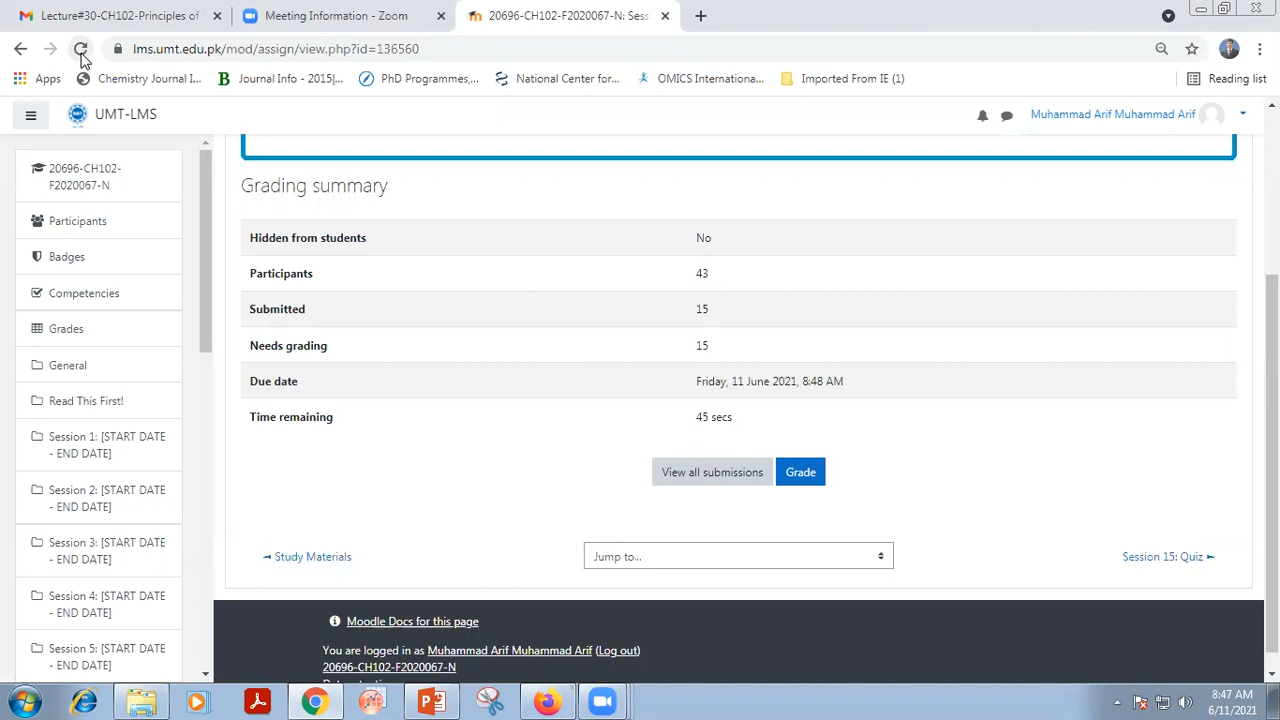 Lecture#30-CH102-Principles of
Meeting Information - Zoom
20696-CH102-F2020067-N: Sess
lms.umt.edu.pk/mod/assign/view.php?id=136560
Apps
Chemistry Journal I...
Journal Info - 2015|...
PhD Programmes,...
National Center for...
OMICS Internationa...
Imported From IE (1)
Reading list
UMT-LMS
Muhammad Arif Muhammad Arif
20696-CH102-
F2020067-N
Participants
Badges
Competencies
Grades
General
Read This First!
Session 1: [START DATE
- END DATE]
Session 2: [START DATE
- END DATE]
Session 3: [START DATE
- END DATE]
Session 4: [START DATE
- END DATE]
Session 5: [START DATE
- END DATE]
Grading summary
Hidden from students No
Participants 43
Submitted 15
Needs grading 15
Due date Friday, 11 June 2021, 8:48 AM
Time remaining 45 secs
View all submissions
Grade
◄ Study Materials
Jump to...
Session 15: Quiz ►
Moodle Docs for this page
You are logged in as Muhammad Arif Muhammad Arif (Log out)
20696-CH102-F2020067-N
8:47 AM
6/11/2021